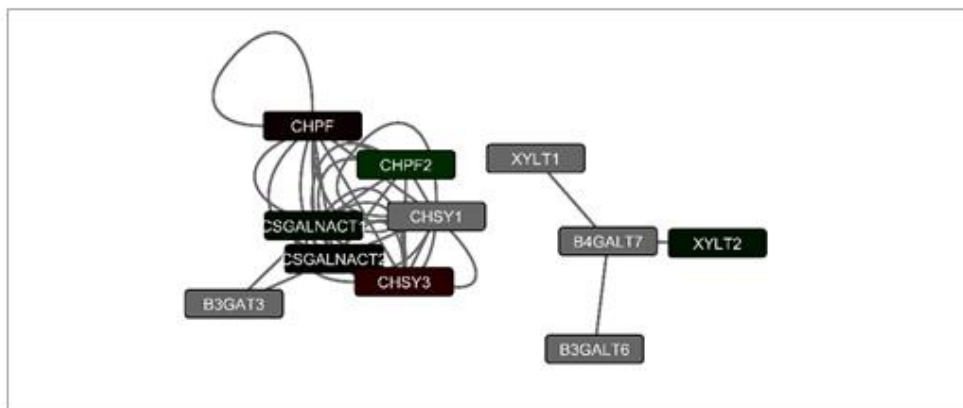 CHPF
CHPF2
XYLT1
CHSY1
CSGALNACT1
B4GALT7
XYLT2
CSGALNACT2
CHSY3
B3GAT3
B3GALT6